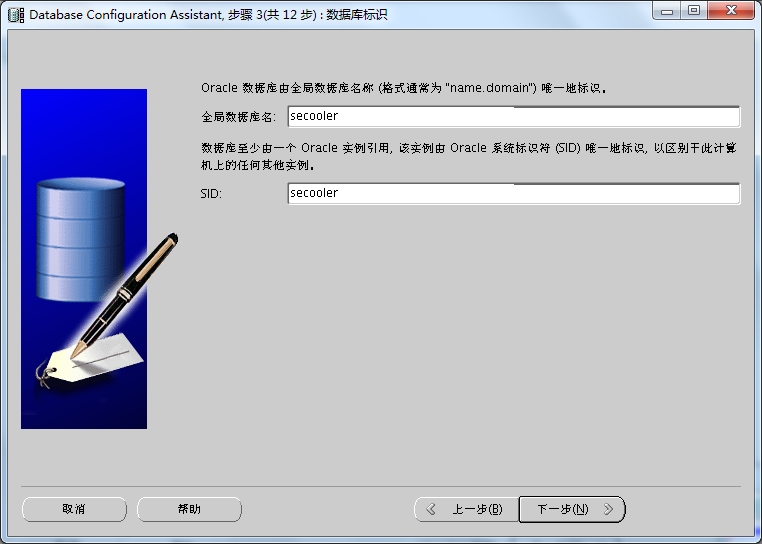 Database Configuration Assistant, 步骤 3(共 12 步) : 数据库标识
Oracle 数据库由全局数据库名称 (格式通常为 "name.domain") 唯一地标识。
全局数据库名: secooler
数据库至少由一个 Oracle 实例引用, 该实例由 Oracle 系统标识符 (SID) 唯一地标识, 以区别于此计算
机上的任何其他实例。
SID: secooler
取消 帮助 上一步(B) 下一步(N)